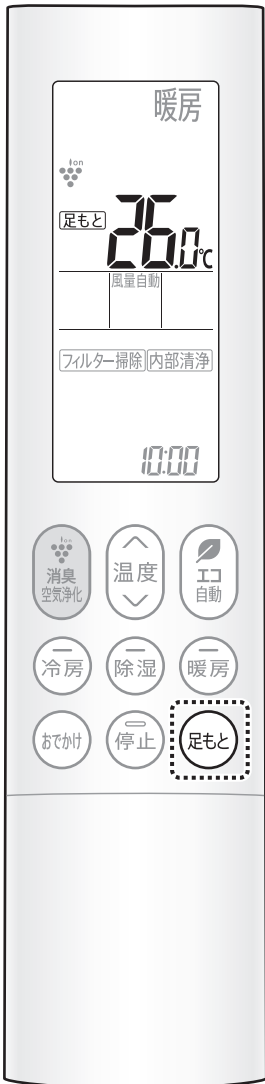 暖房
ion
足もと
26.0℃
風量自動
フィルター掃除 内部清浄
10:00
ion
消臭
空気浄化
温度
エコ
自動
冷房
除湿
暖房
おでかけ
停止
足もと